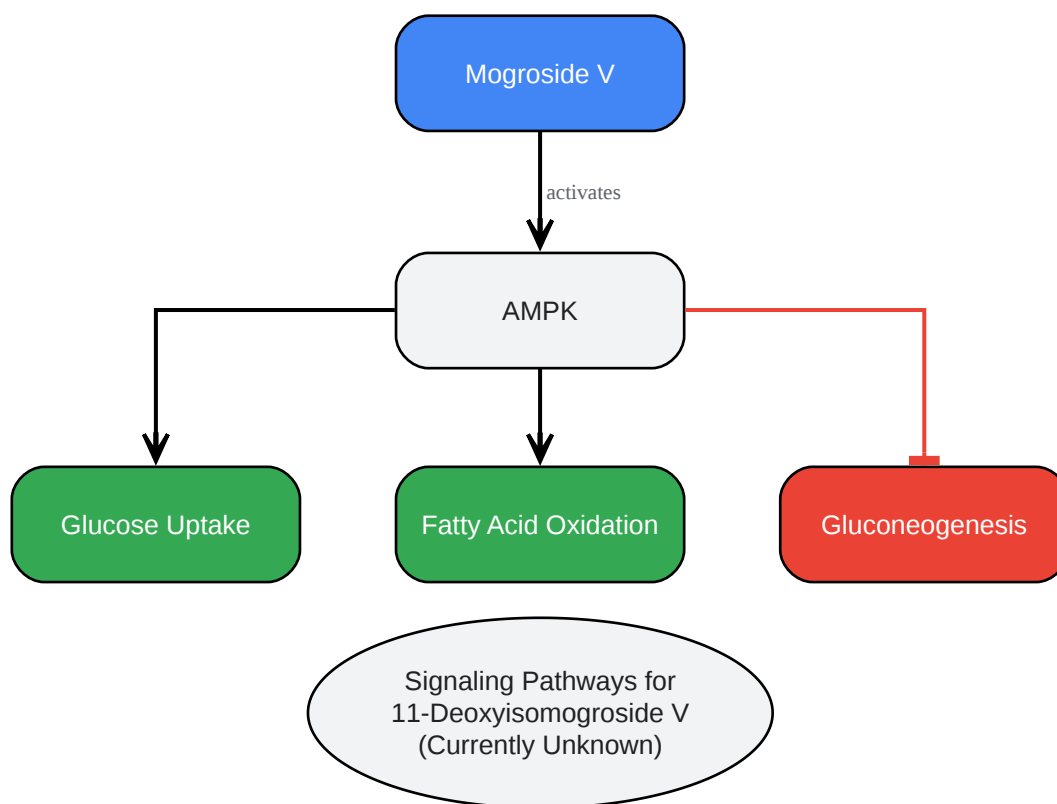 Mogroside V
activates
AMPK
Glucose Uptake
Fatty Acid Oxidation
Gluconeogenesis
Signaling Pathways for
11-Deoxyisomogroside V
(Currently Unknown)